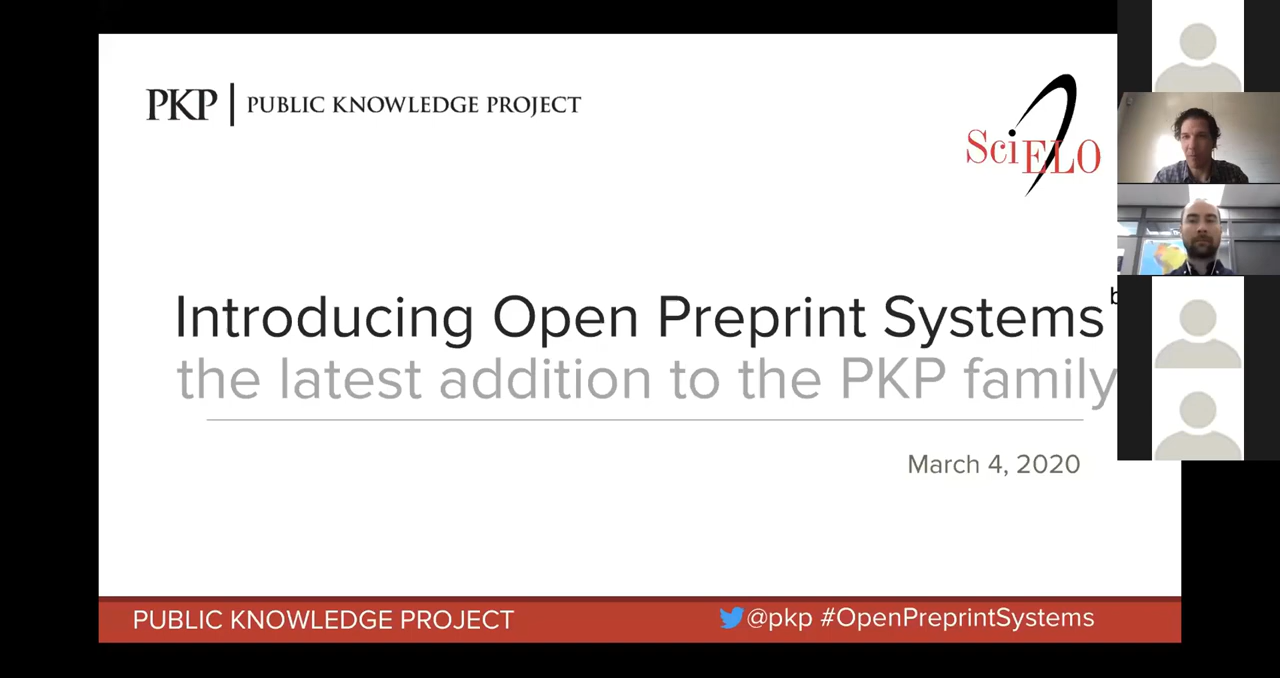 PKP | PUBLIC KNOWLEDGE PROJECT
SciELO
Introducing Open Preprint Systems
the latest addition to the PKP family
March 4, 2020
PUBLIC KNOWLEDGE PROJECT
@pkp #OpenPreprintSystems